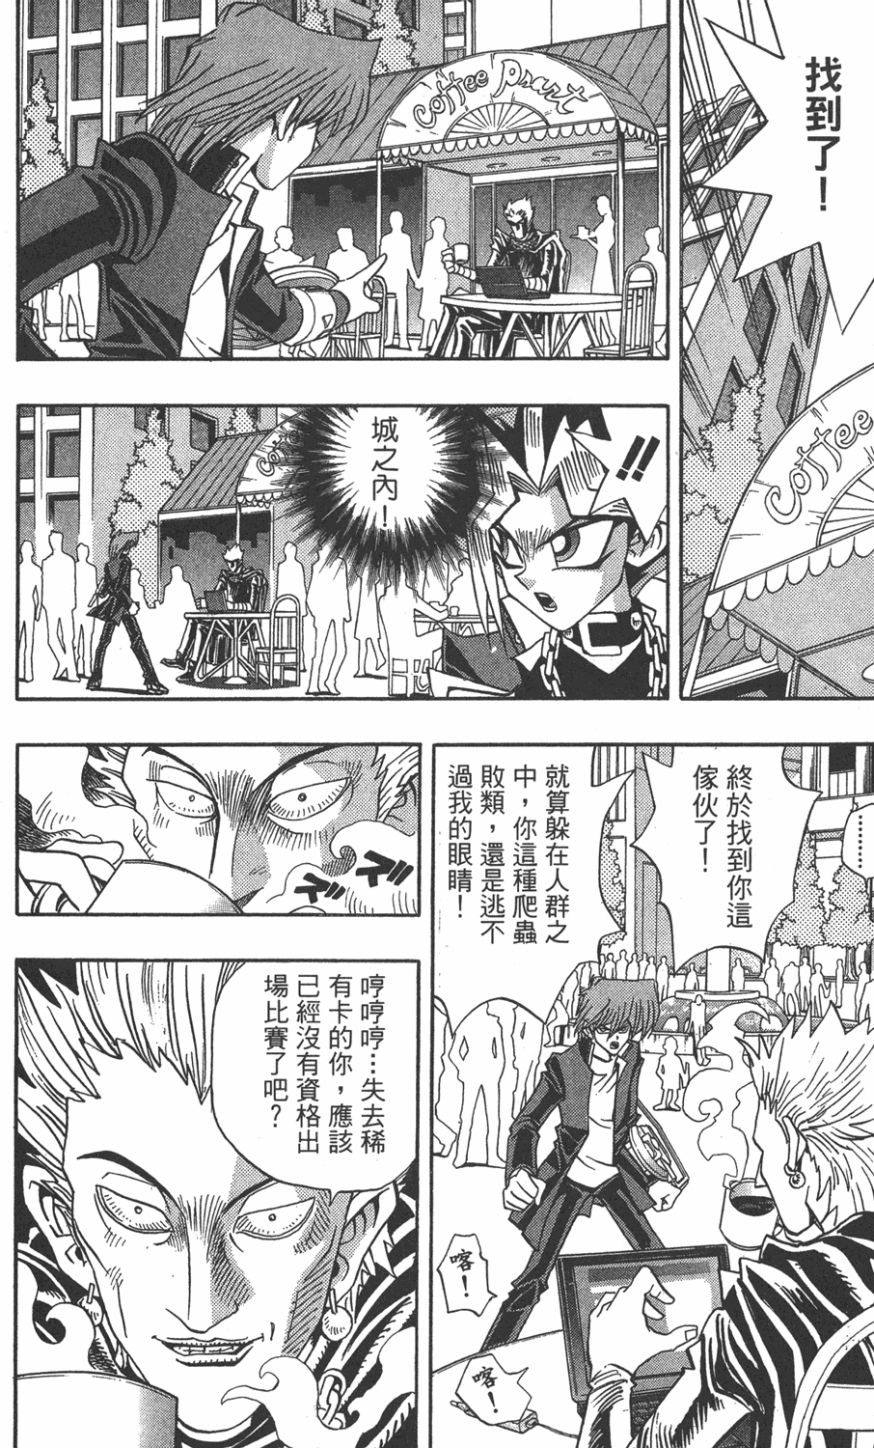 找到了！
Coffee
Coffee Psart
!!
城之內！
Coff
終於找到你這
傢伙了！
………
就算躲在人群之
中，你這種爬蟲
敗類，還是逃不
過我的眼睛！
喀！
喀！
ズズ
哼哼哼…失去稀
有卡的你，應該
已經沒有資格出
場比賽了吧？